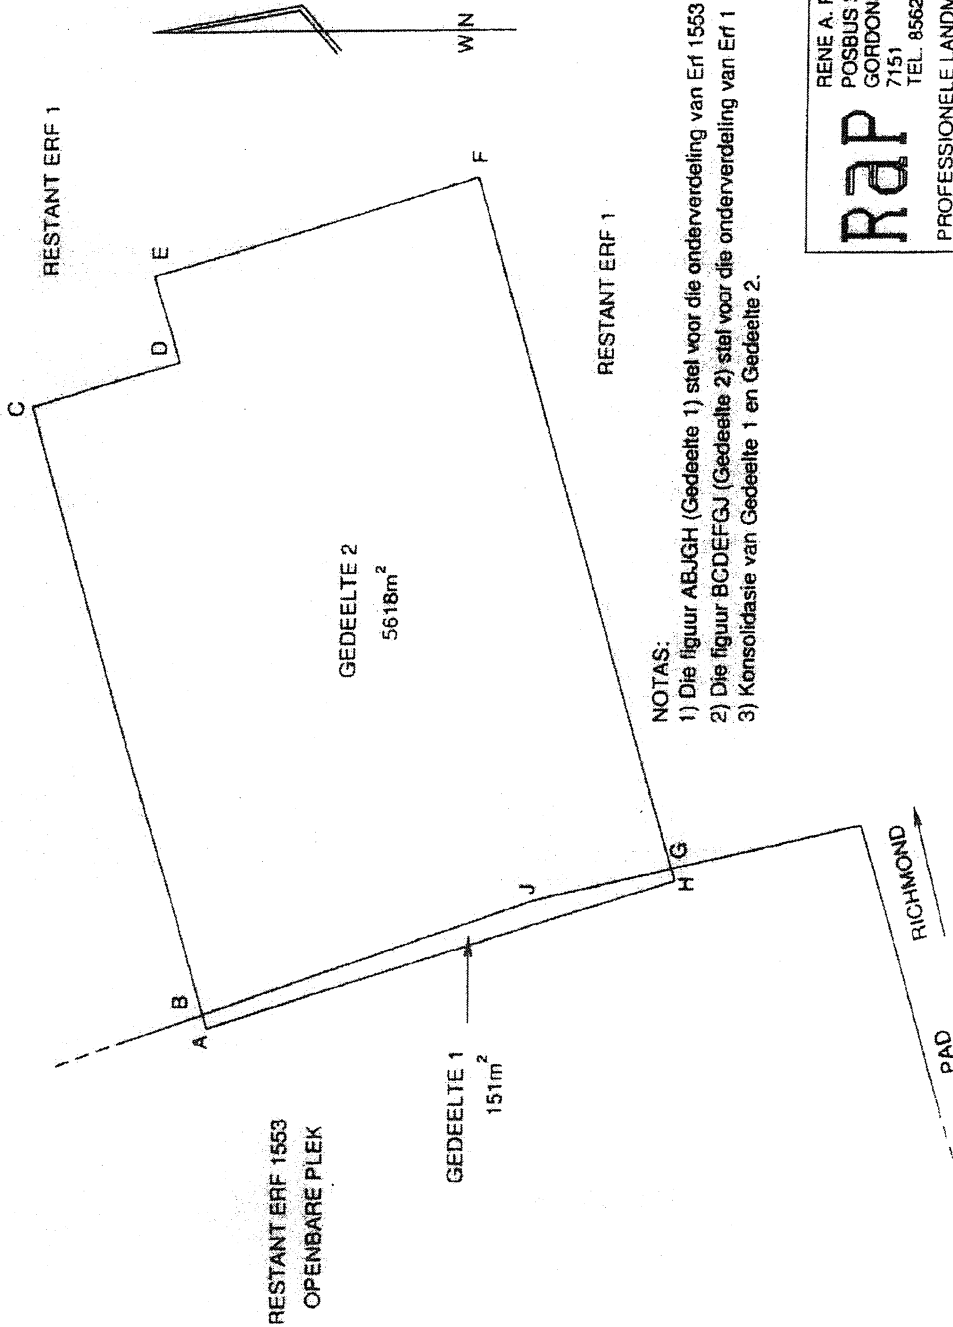 RESTANT ERF 1
WN
C
D
E
F
GEDEELTE 2
5618m²
A
B
J
H
G
RESTANT ERF 1553
OPENBARE PLEK
GEDEELTE 1
151m²
RESTANT ERF 1
NOTAS:
1) Die figuur ABJGH (Gedeelte 1) stel voor die onderverdeling van Erf 1553
2) Die figuur BCDEFGJ (Gedeelte 2) stel voor die onderverdeling van Erf 1
3) Konsolidasie van Gedeelte 1 en Gedeelte 2.
RICHMOND
PAD
RaP
RENE A.
POSBUS
GORDON
7151
TEL. 8562
PROFESSIONELE LANDM